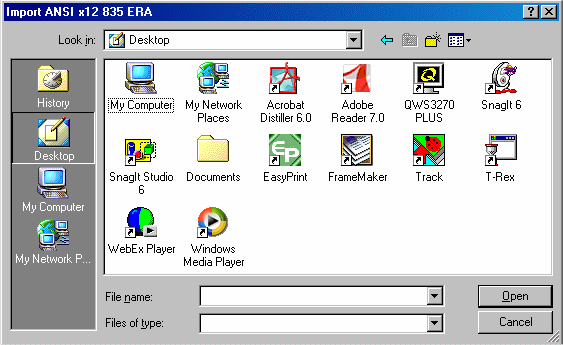 Import ANSI x12 835 ERA
Look in: Desktop
History
Desktop
My Computer
My Network P...
My Computer
My Network Places
Acrobat Distiller 6.0
Adobe Reader 7.0
QWS3270 PLUS
SnagIt 6
SnagIt Studio 6
Documents
EasyPrint
FrameMaker
Track
T-Rex
WebEx Player
Windows Media Player
File name:
Open
Files of type:
Cancel